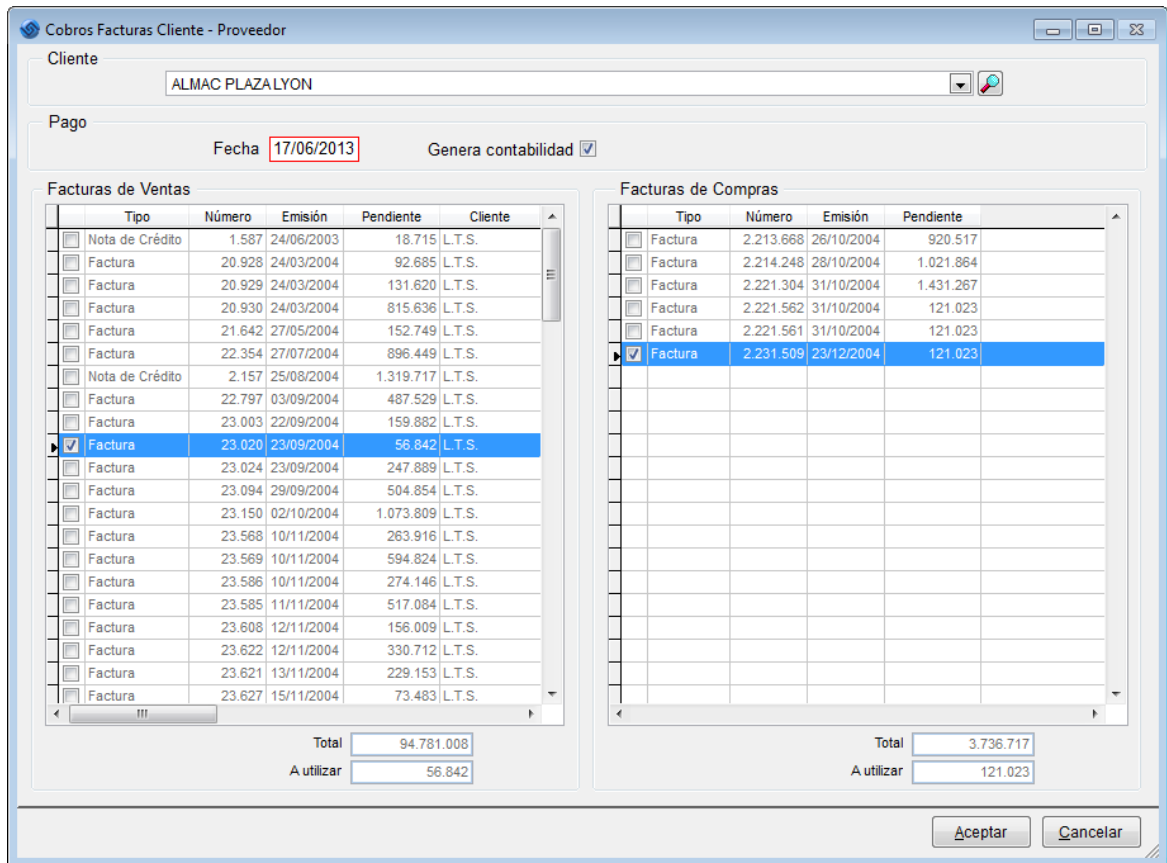 Cobros Facturas Cliente - Proveedor
Cliente
ALMAC PLAZA LYON
Pago
Fecha 17/06/2013 Genera contabilidad
Facturas de Ventas
Tipo Número Emisión Pendiente Cliente
Nota de Crédito 1.587 24/06/2003 18.715 L.T.S.
Factura 20.928 24/03/2004 92.685 L.T.S.
Factura 20.929 24/03/2004 131.620 L.T.S.
Factura 20.930 24/03/2004 815.636 L.T.S.
Factura 21.642 27/05/2004 152.749 L.T.S.
Factura 22.354 27/07/2004 896.449 L.T.S.
Nota de Crédito 2.157 25/08/2004 1.319.717 L.T.S.
Factura 22.797 03/09/2004 487.529 L.T.S.
Factura 23.003 22/09/2004 159.882 L.T.S.
Factura 23.020 23/09/2004 56.842 L.T.S.
Factura 23.024 23/09/2004 247.889 L.T.S.
Factura 23.094 29/09/2004 504.854 L.T.S.
Factura 23.150 02/10/2004 1.073.809 L.T.S.
Factura 23.568 10/11/2004 263.916 L.T.S.
Factura 23.569 10/11/2004 594.824 L.T.S.
Factura 23.586 10/11/2004 274.146 L.T.S.
Factura 23.585 11/11/2004 517.084 L.T.S.
Factura 23.608 12/11/2004 156.009 L.T.S.
Factura 23.622 12/11/2004 330.712 L.T.S.
Factura 23.621 13/11/2004 229.153 L.T.S.
Factura 23.627 15/11/2004 73.483 L.T.S.
Total 94.781.008
A utilizar 56.842
Facturas de Compras
Tipo Número Emisión Pendiente
Factura 2.213.668 26/10/2004 920.517
Factura 2.214.248 28/10/2004 1.021.864
Factura 2.221.304 31/10/2004 1.431.267
Factura 2.221.562 31/10/2004 121.023
Factura 2.221.561 31/10/2004 121.023
Factura 2.231.509 23/12/2004 121.023
Total 3.736.717
A utilizar 121.023
Aceptar Cancelar